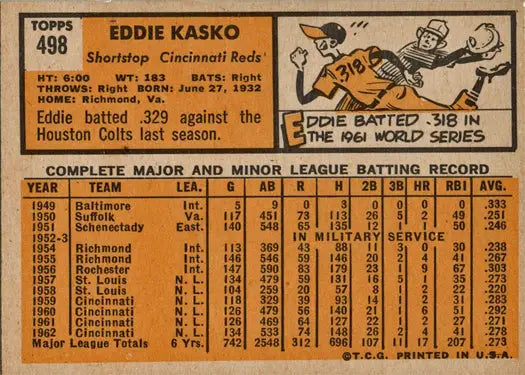 TOPPS
498
EDDIE KASKO
Shortstop Cincinnati Reds
HT: 6:00 WT: 183 BATS: Right
THROWS: Right BORN: June 27, 1932
HOME: Richmond, Va.
Eddie batted .329 against the
Houston Colts last season.
.318
EDDIE BATTED .318 IN
THE 1961 WORLD SERIES
COMPLETE MAJOR AND MINOR LEAGUE BATTING RECORD
YEAR TEAM LEA. G AB R H 2B 3B HR RBI AVG.
1949 Baltimore Int. 5 9 0 3 0 0 0 0 .333
1950 Suffolk Va. 117 451 73 113 26 5 2 49 .251
1951 Schenectady East. 140 548 65 135 12 1 0 50 .246
1952-3 IN MILITARY SERVICE
1954 Richmond Int. 113 369 43 88 11 3 0 30 .238
1955 Richmond Int. 146 546 59 146 20 2 4 41 .267
1956 Rochester Int. 147 590 83 179 23 1 9 67 .303
1957 St. Louis N. L. 134 479 59 131 16 5 1 35 .273
1958 St. Louis N. L. 104 259 20 57 8 1 2 22 .220
1959 Cincinnati N. L. 118 329 39 93 14 1 2 31 .283
1960 Cincinnati N. L. 126 479 56 140 21 1 6 51 .292
1961 Cincinnati N. L. 126 469 64 127 22 1 2 27 .271
1962 Cincinnati N. L. 134 533 74 148 26 2 4 41 .278
Major League Totals 6 Yrs. 742 2548 312 696 107 11 17 207 .273
©T.C.G. PRINTED IN U.S.A.